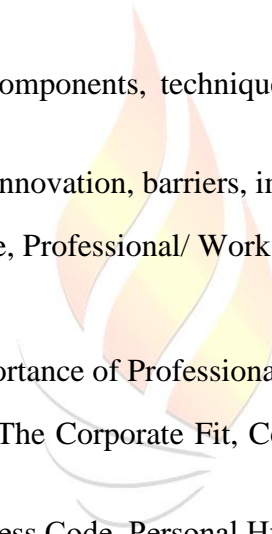 omponents, technique
nnovation, barriers, in
e, Professional/ Work
ortance of Professiona
The Corporate Fit, Co
ess Code, Personal Hy